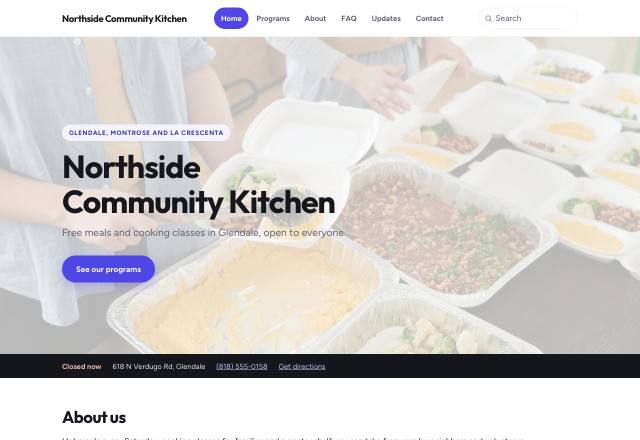 Northside Community Kitchen
Home Programs About FAQ Updates Contact
Search
GLENDALE, MONTROSE AND LA CRESCENTA
Northside
Community Kitchen
Free meals and cooking classes in Glendale, open to everyone
See our programs
Closed now 618 N Verdugo Rd, Glendale (818) 555-0158 Get directions
About us